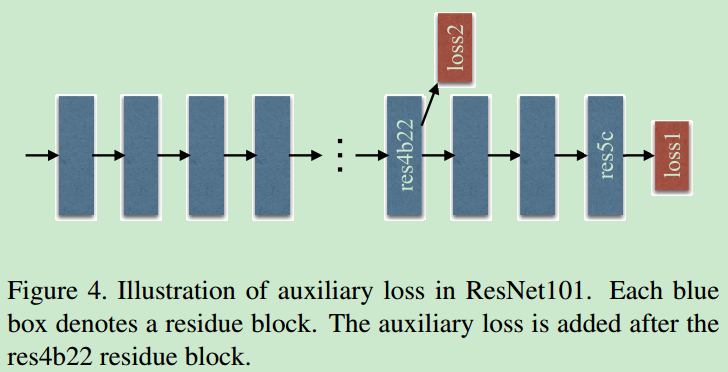 loss2
res4b22
res5c
loss1
Figure 4. Illustration of auxiliary loss in ResNet101. Each blue
box denotes a residue block. The auxiliary loss is added after the
res4b22 residue block.